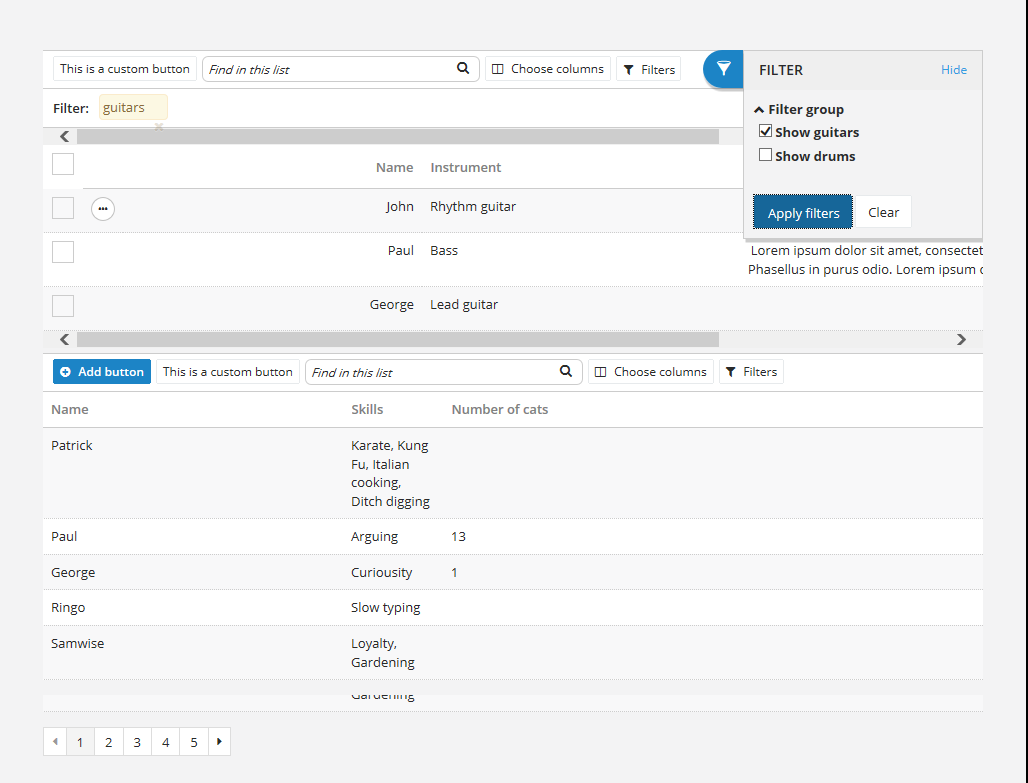 This is a custom button Find in this list Choose columns Filters FILTER Hide
Filter: guitars
Filter group
Show guitars
Show drums
Apply filters Clear
Name Instrument
John Rhythm guitar
Paul Bass Lorem ipsum dolor sit amet, consectet
Phasellus in purus odio. Lorem ipsum
George Lead guitar
Add button This is a custom button Find in this list Choose columns Filters
Name Skills Number of cats
Patrick Karate, Kung
Fu, Italian
cooking,
Ditch digging
Paul Arguing 13
George Curiousity 1
Ringo Slow typing
Samwise Loyalty,
Gardening
Gardening
1 2 3 4 5